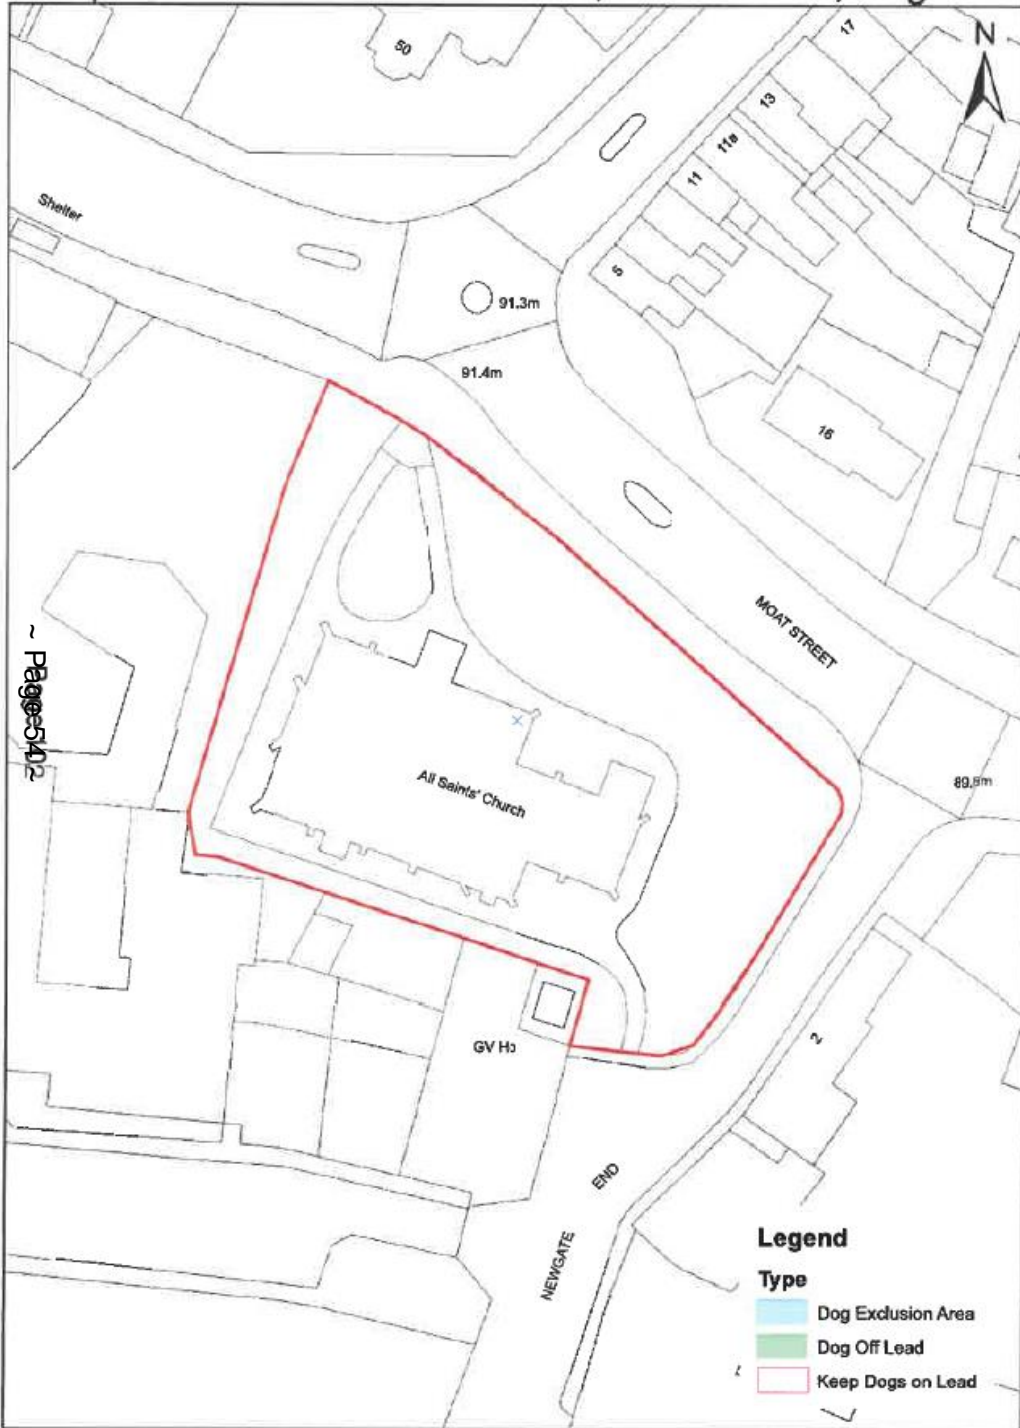 50
17
N
13
11a
11
Shelter
5
91.3m
91.4m
16
MOAT STREET
All Saints' Church
89.8m
2
GV Ho
NEWGATE END
Legend
Type
Dog Exclusion Area
Dog Off Lead
Keep Dogs on Lead